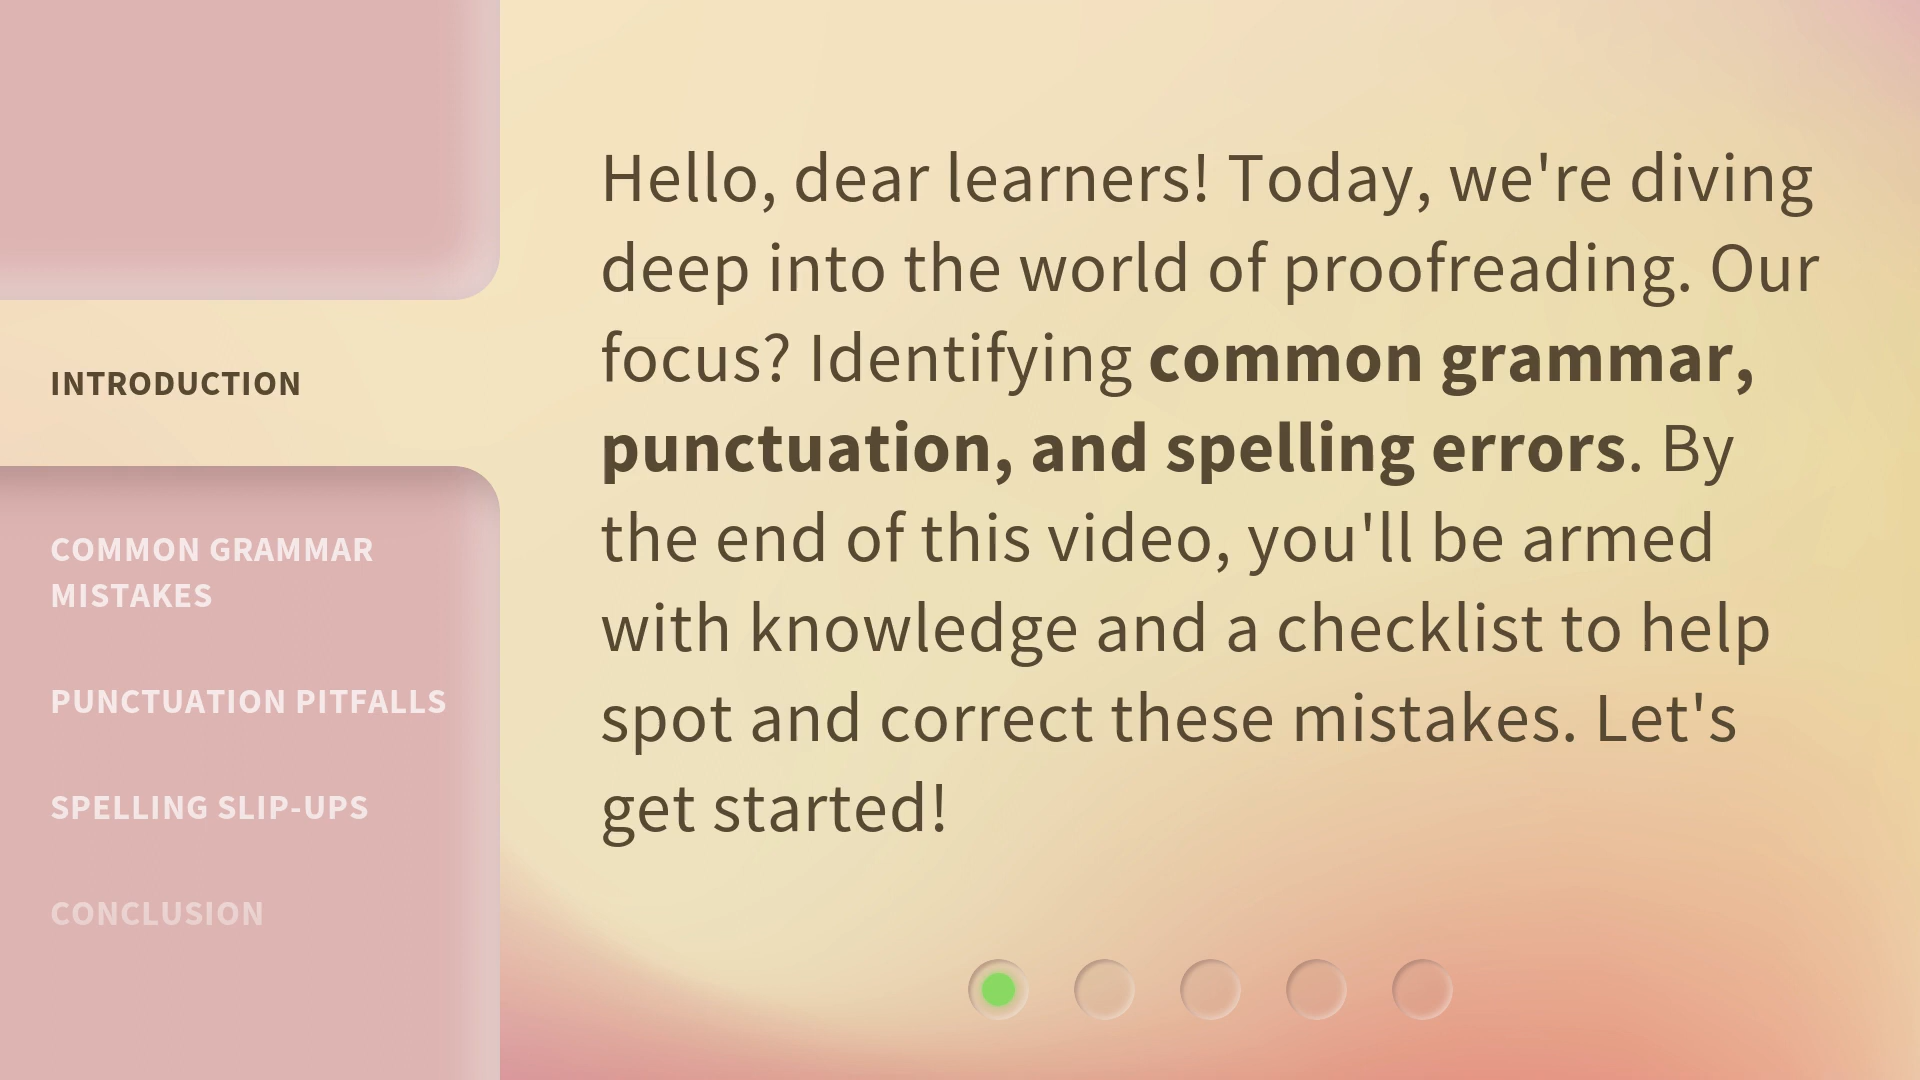 INTRODUCTION
COMMON GRAMMAR
MISTAKES
PUNCTUATION PITFALLS
SPELLING SLIP-UPS
CONCLUSION
Hello, dear learners! Today, we're diving
deep into the world of proofreading. Our
focus? Identifying common grammar,
punctuation, and spelling errors. By
the end of this video, you'll be armed
with knowledge and a checklist to help
spot and correct these mistakes. Let's
get started!